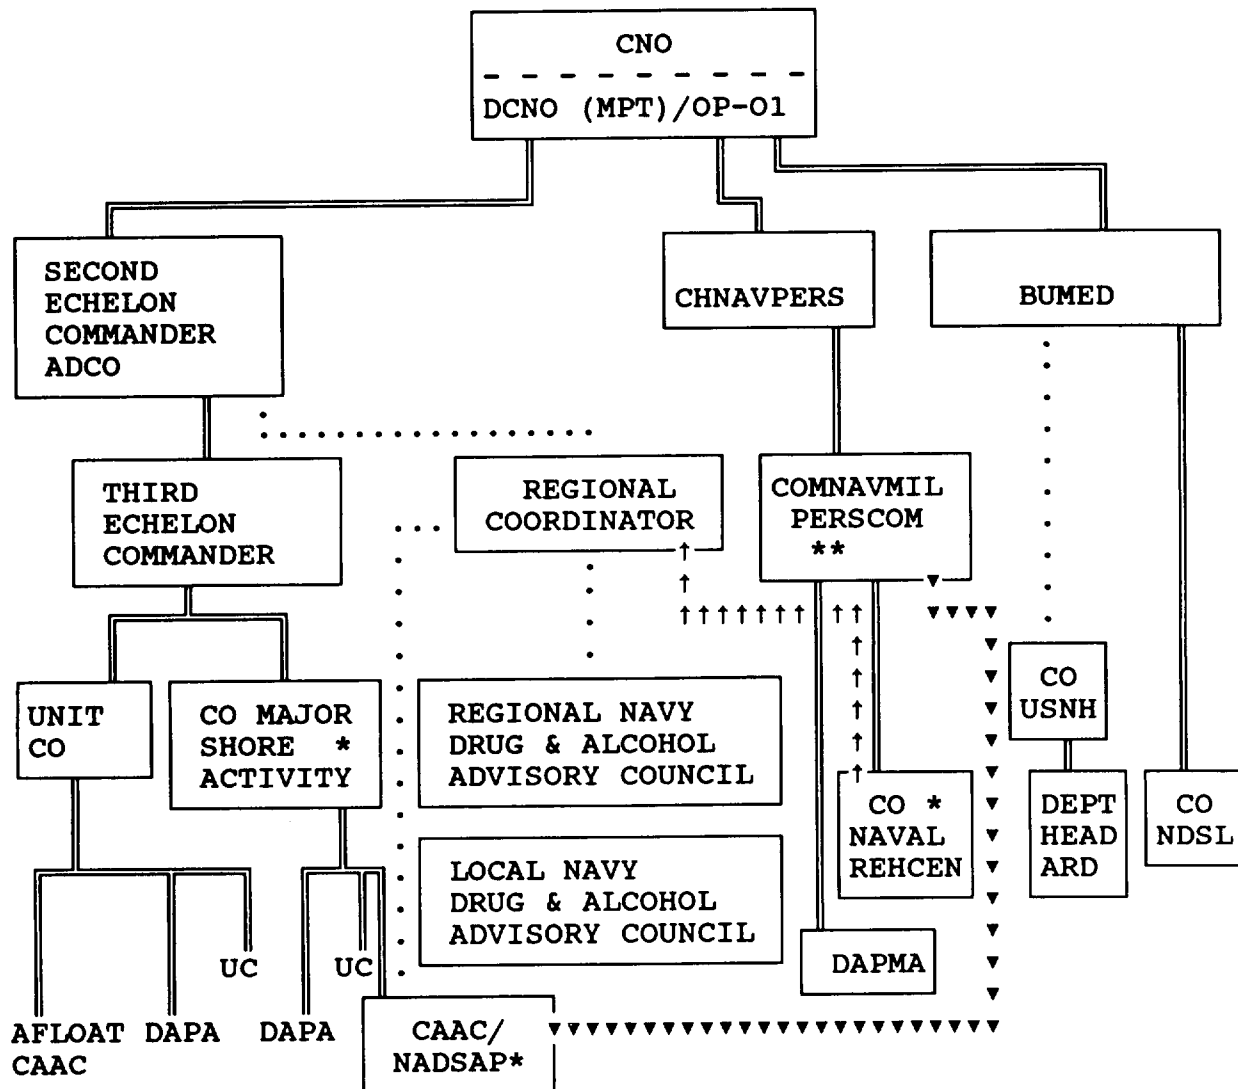 CNO
DCNO (MPT)/OP-01
SECOND
ECHELON
COMMANDER
ADCO
CHNAVPERS
BUMED
THIRD
ECHELON
COMMANDER
REGIONAL
COORDINATOR
COMNAVMIL
PERSCOM
**
UNIT
CO
CO MAJOR
SHORE *
ACTIVITY
REGIONAL NAVY
DRUG & ALCOHOL
ADVISORY COUNCIL
CO
USNH
CO *
NAVAL
REHCEN
DEPT
HEAD
ARD
CO
NDSL
LOCAL NAVY
DRUG & ALCOHOL
ADVISORY COUNCIL
UC
UC
DAPMA
AFLOAT
CAAC
DAPA
DAPA
CAAC/
NADSAP*